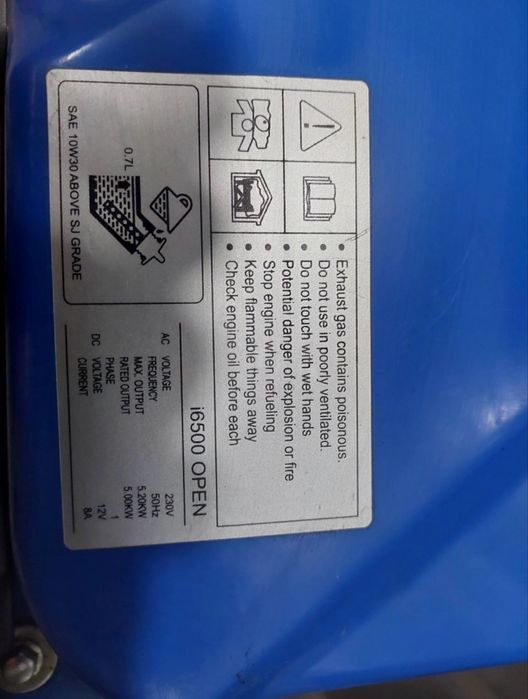 • Exhaust gas contains poisonous.
• Do not use in poorly ventilated.
• Do not touch with wet hands
• Potential danger of explosion or fire
• Stop engine when refueling
• Keep flammable things away
• Check engine oil before each
0.7L
SAE 10W30 ABOVE SJ GRADE
i6500 OPEN
AC VOLTAGE 230V
FREQUENCY 50Hz
MAX. OUTPUT 5.20KW
RATED OUTPUT 5.00KW
PHASE 1
DC VOLTAGE 12V
CURRENT 8A